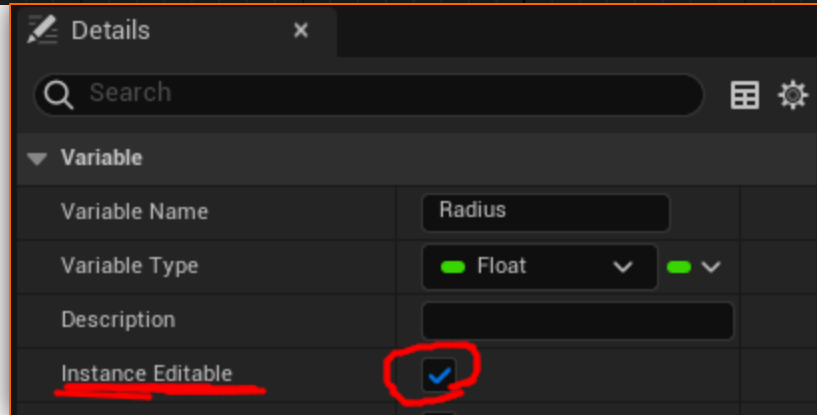 Details
Search
Variable
Variable Name Radius
Variable Type Float
Description
Instance Editable